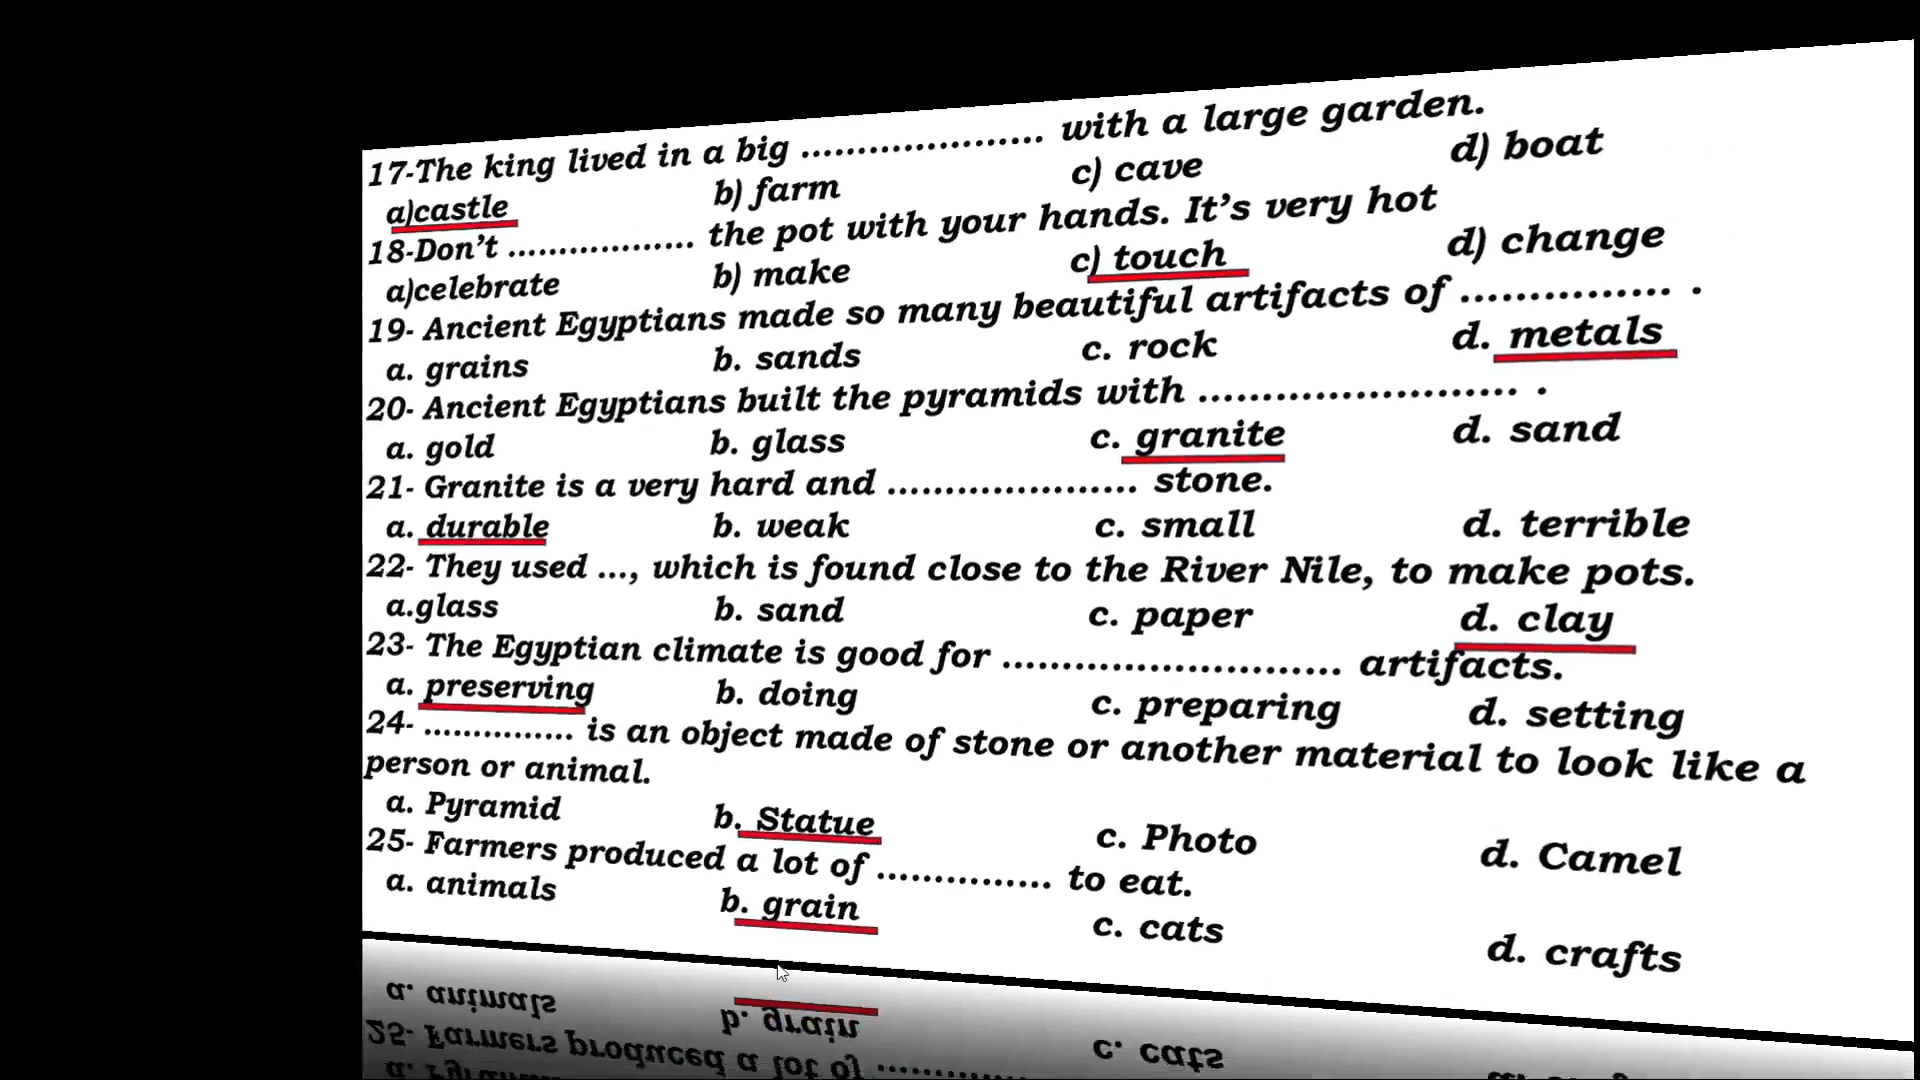 17-The king lived in a big ..................... with a large garden.
a)castle b) farm c) cave d) boat
18-Don't .................. the pot with your hands. It's very hot
a)celebrate b) make c) touch d) change
19- Ancient Egyptians made so many beautiful artifacts of ................ .
a. grains b. sands c. rock d. metals
20- Ancient Egyptians built the pyramids with ......................... .
a. gold b. glass c. granite d. sand
21- Granite is a very hard and ...................... stone.
a. durable b. weak c. small d. terrible
22- They used ..., which is found close to the River Nile, to make pots.
a.glass b. sand c. paper d. clay
23- The Egyptian climate is good for ............................ artifacts.
a. preserving b. doing c. preparing d. setting
24- ............... is an object made of stone or another material to look like a
person or animal.
a. Pyramid b. Statue c. Photo d. Camel
25- Farmers produced a lot of ............... to eat.
a. animals b. grain c. cats d. crafts